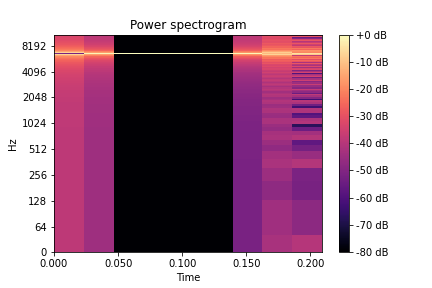 Power spectrogram
8192
4096
2048
1024
512
256
128
64
0
Hz
0.000 0.050 0.100 0.150 0.200
Time
+0 dB
-10 dB
-20 dB
-30 dB
-40 dB
-50 dB
-60 dB
-70 dB
-80 dB